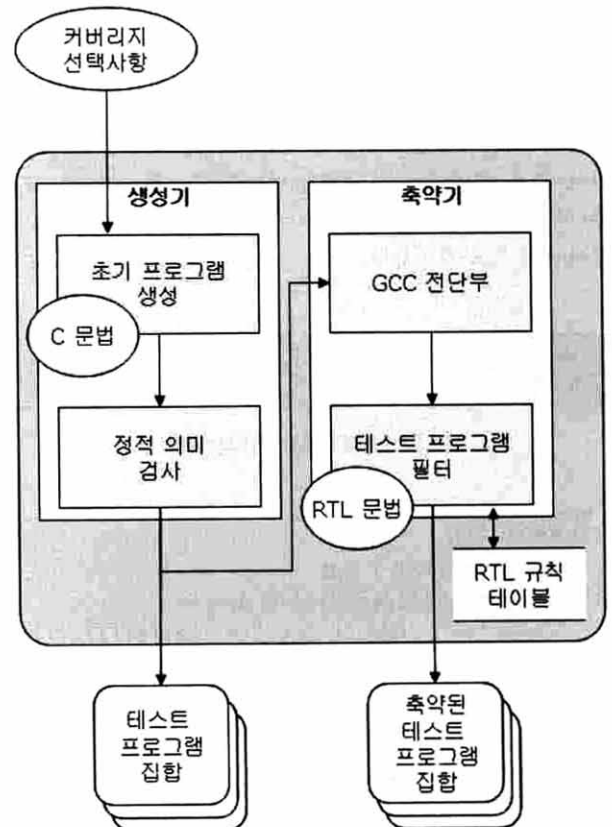 커버리지
선택사항
생성기
초기 프로그램
생성
C 문법
정적 의미
검사
축약기
GCC 전단부
테스트 프로그램
필터
RTL 문법
RTL 규칙
테이블
테스트
프로그램
집합
축약된
테스트
프로그램
집합